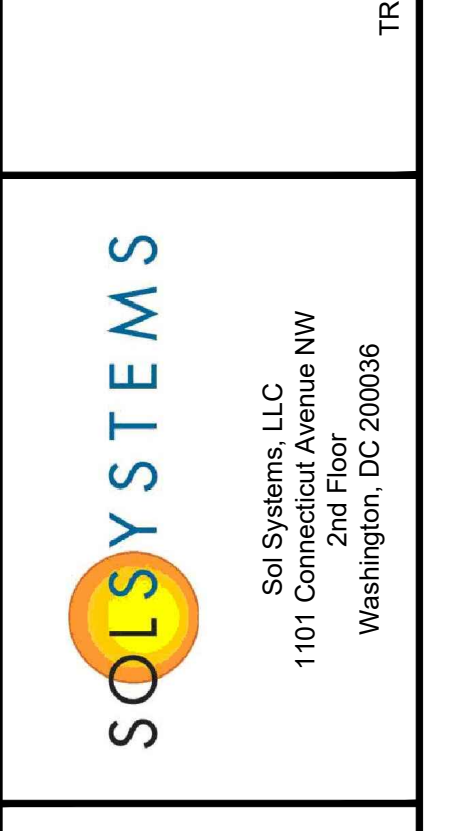 SOLSYSTEMS
Sol Systems, LLC
1101 Connecticut Avenue NW
2nd Floor
Washington, DC 200036
TR